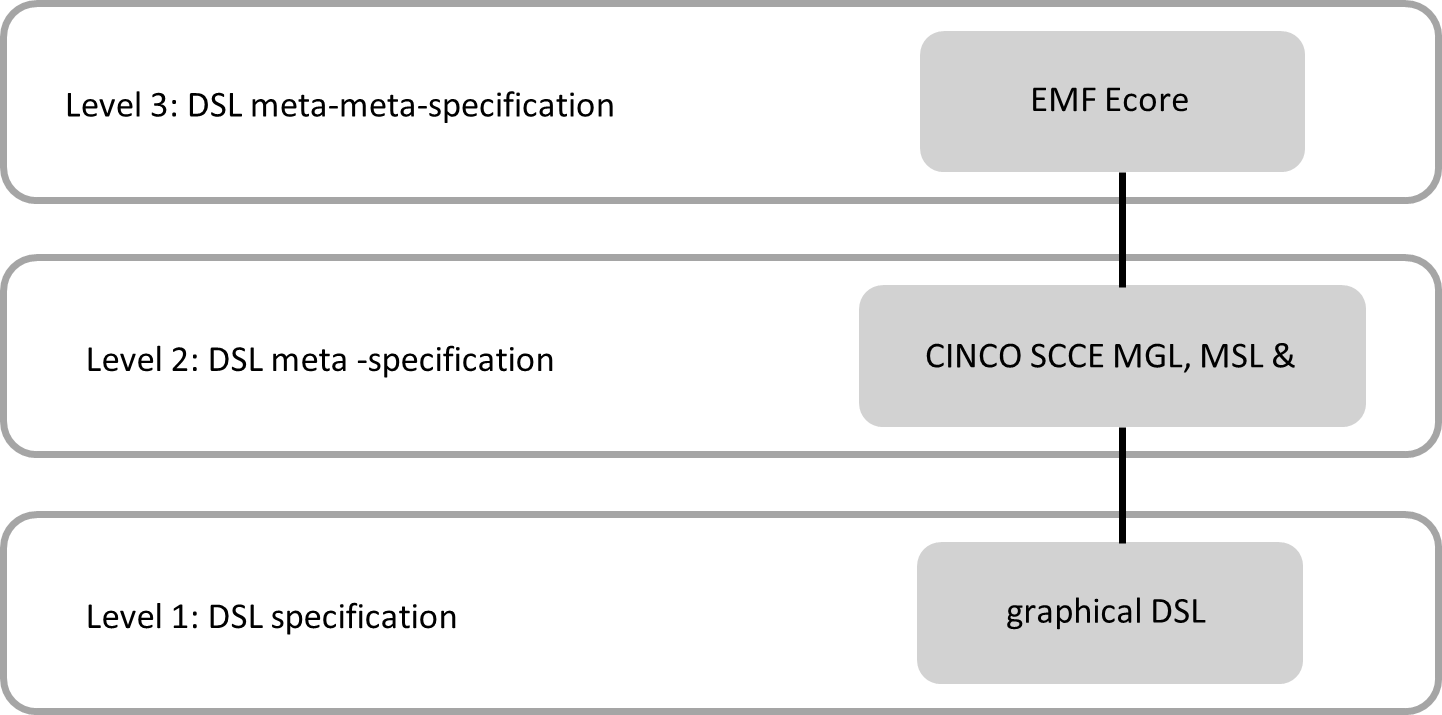 Level 3: DSL meta-meta-specification
EMF Ecore
Level 2: DSL meta -specification
CINCO SCCE MGL, MSL &
Level 1: DSL specification
graphical DSL